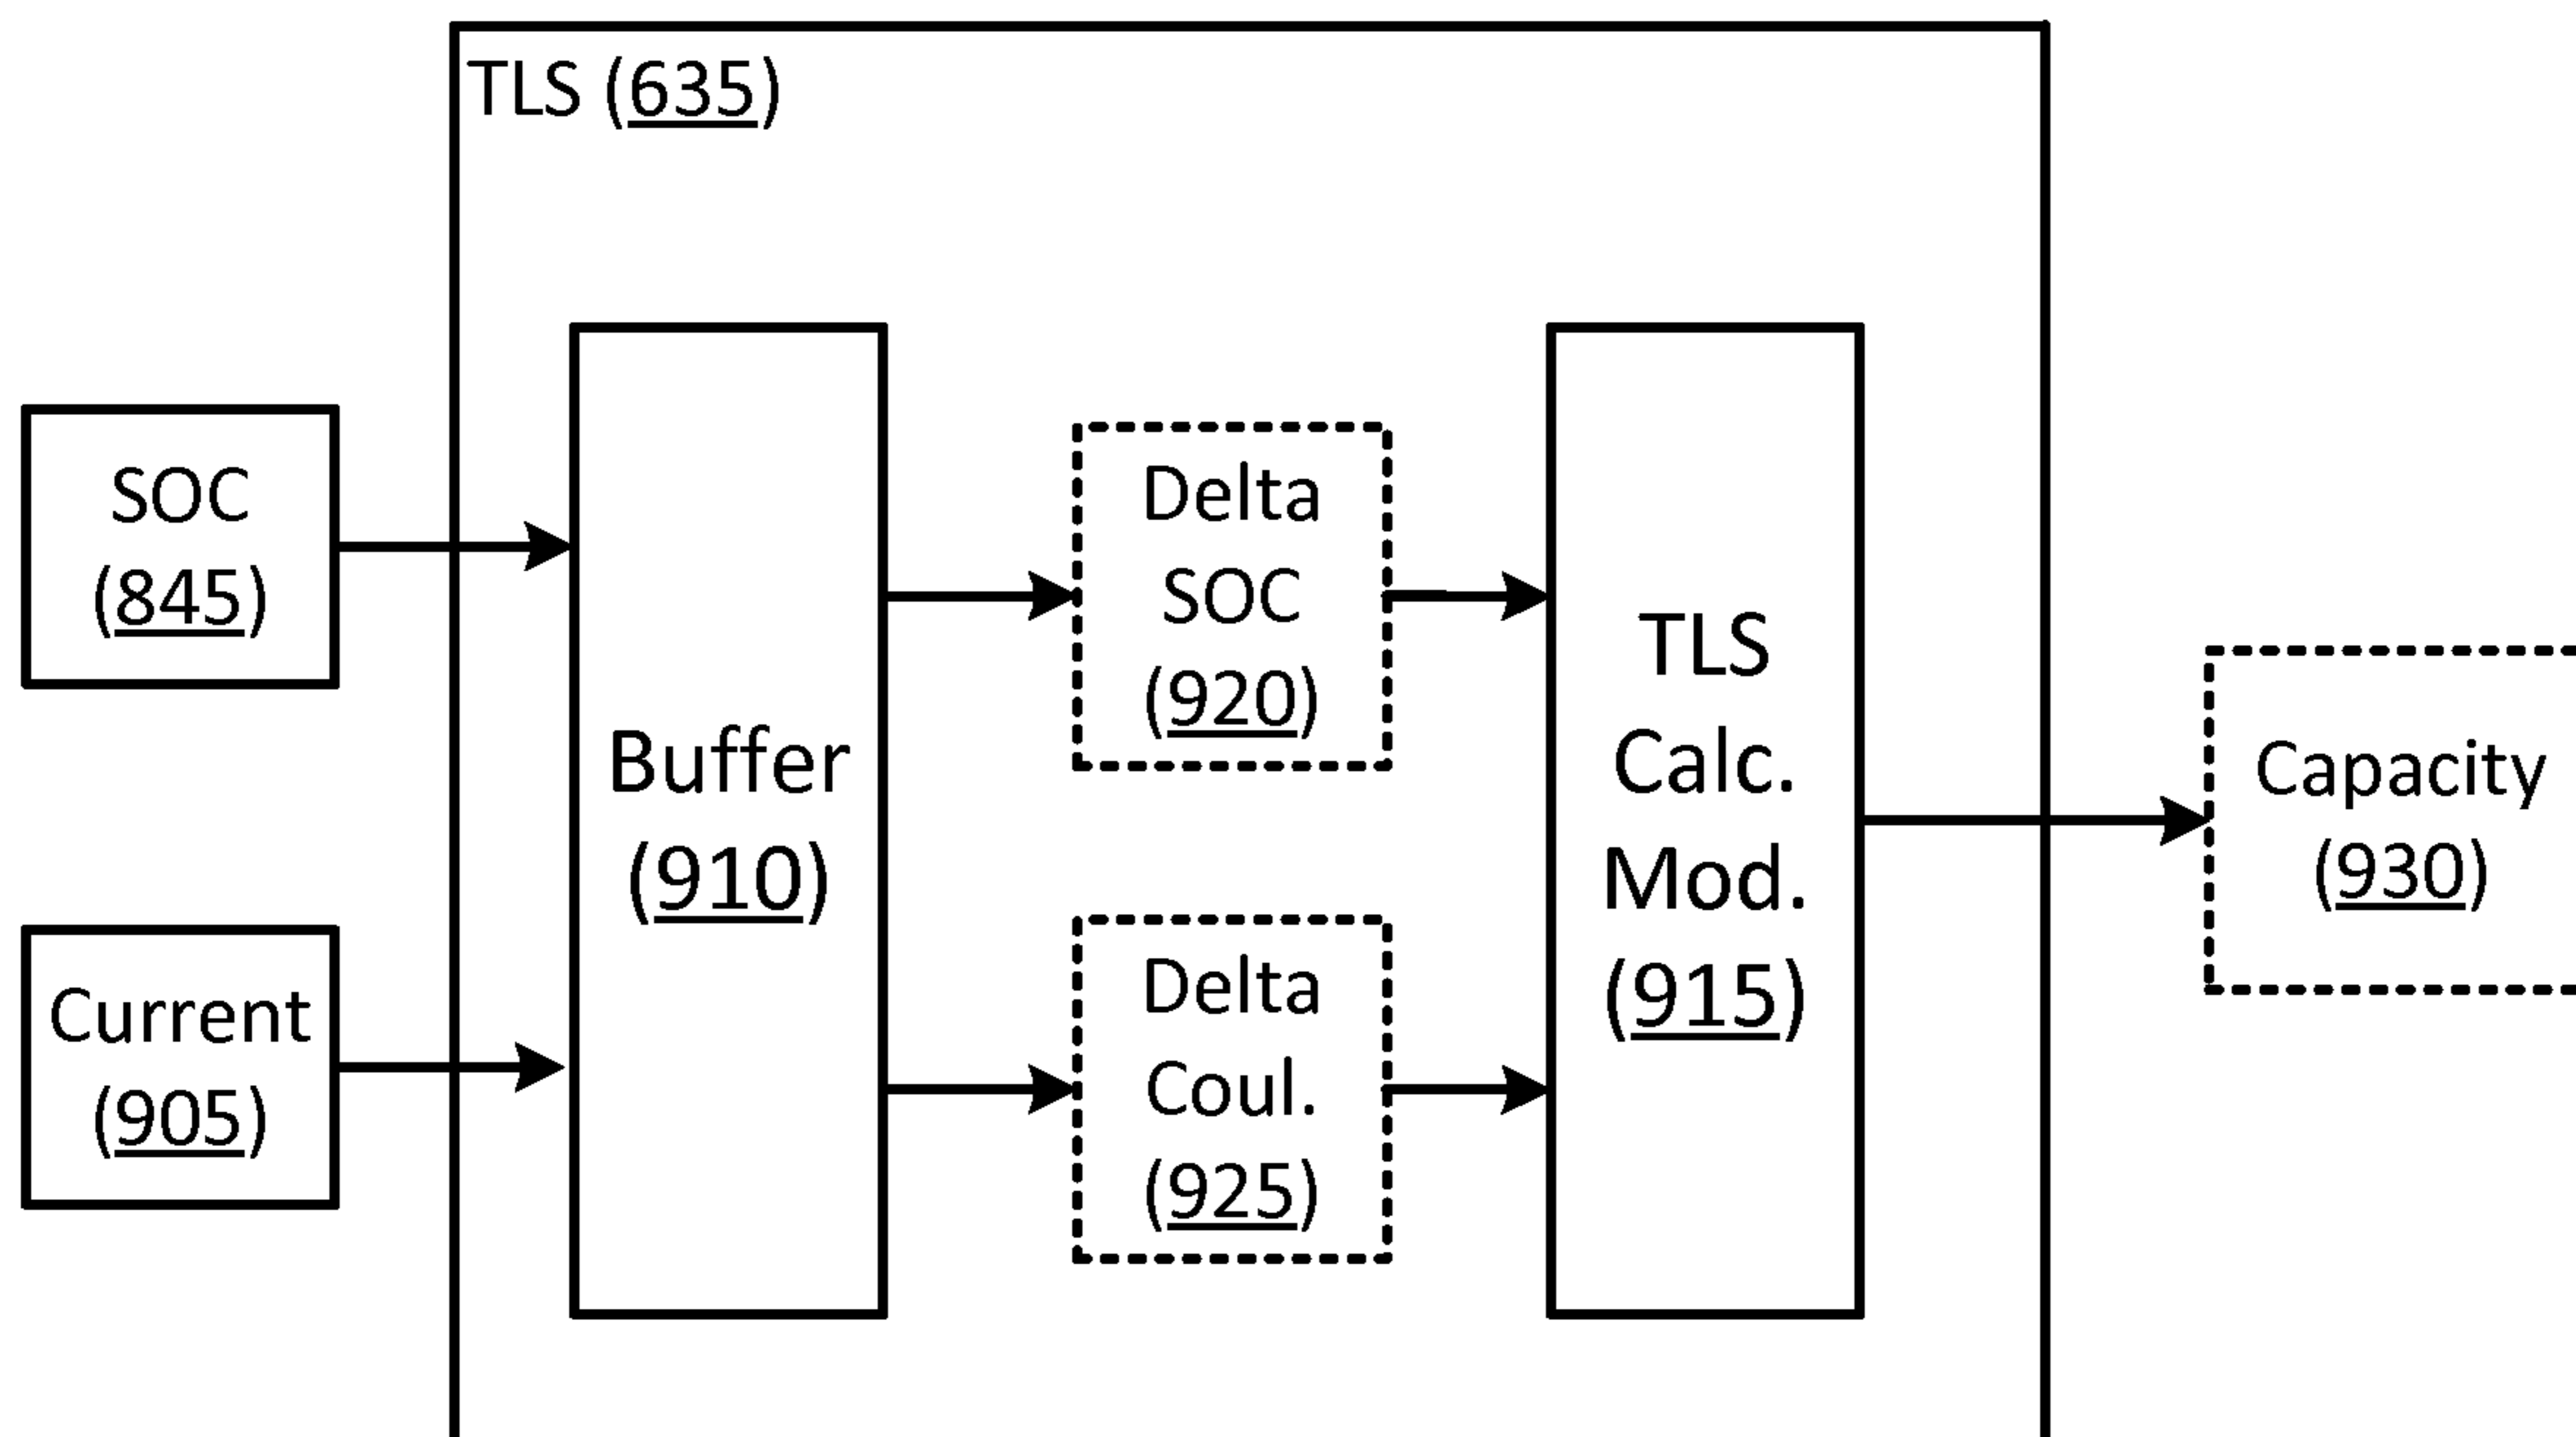 TLS (635)
SOC
(845)
Current
(905)
Buffer
(910)
Delta
SOC
(920)
Delta
Coul.
(925)
TLS
Calc.
Mod.
(915)
Capacity
(930)